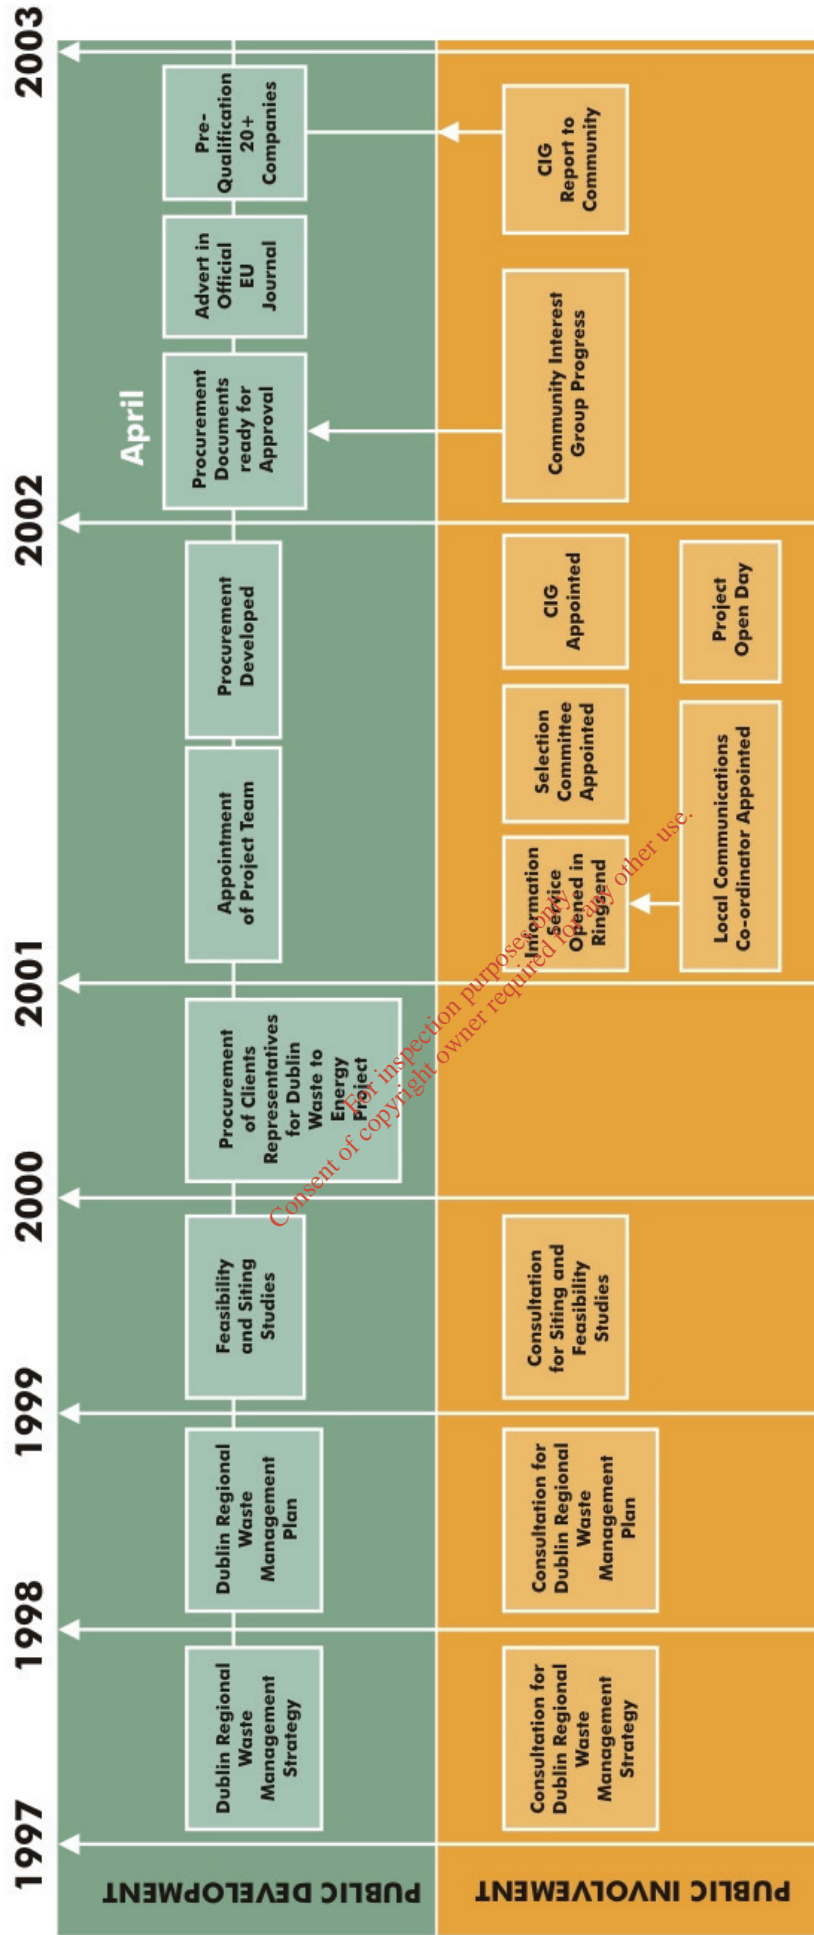 1997
1998
1999
2000
2001
2002
2003
PUBLIC DEVELOPMENT
Dublin Regional
Waste
Management
Strategy
Dublin Regional
Waste
Management
Plan
Feasibility
and Siting
Studies
Procurement
of Clients
Representatives
for Dublin
Waste to
Energy
Project
Appointment
of Project Team
Procurement
Developed
April
Procurement
Documents
ready for
Approval
Advert in
Official
EU
Journal
Pre-
Qualification
20+
Companies
PUBLIC INVOLVEMENT
Consultation for
Dublin Regional
Waste
Management
Strategy
Consultation for
Dublin Regional
Waste
Management
Plan
Consultation
for Siting and
Feasibility
Studies
Information
Service
Opened in
Ringsend
Selection
Committee
Appointed
CIG
Appointed
Community Interest
Group Progress
CIG
Report to
Community
Local Communications
Co-ordinator Appointed
Project
Open Day
For inspection purposes only.
Consent of copyright owner required for any other use.